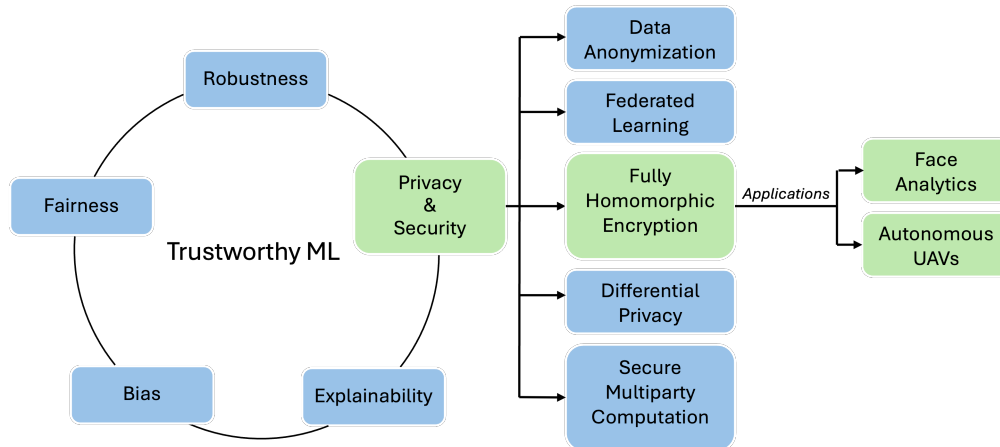 Robustness
Fairness
Privacy
&
Security
Trustworthy ML
Bias
Explainability
Data
Anonymization
Federated
Learning
Fully
Homomorphic
Encryption
Differential
Privacy
Secure
Multiparty
Computation
Applications
Face
Analytics
Autonomous
UAVs